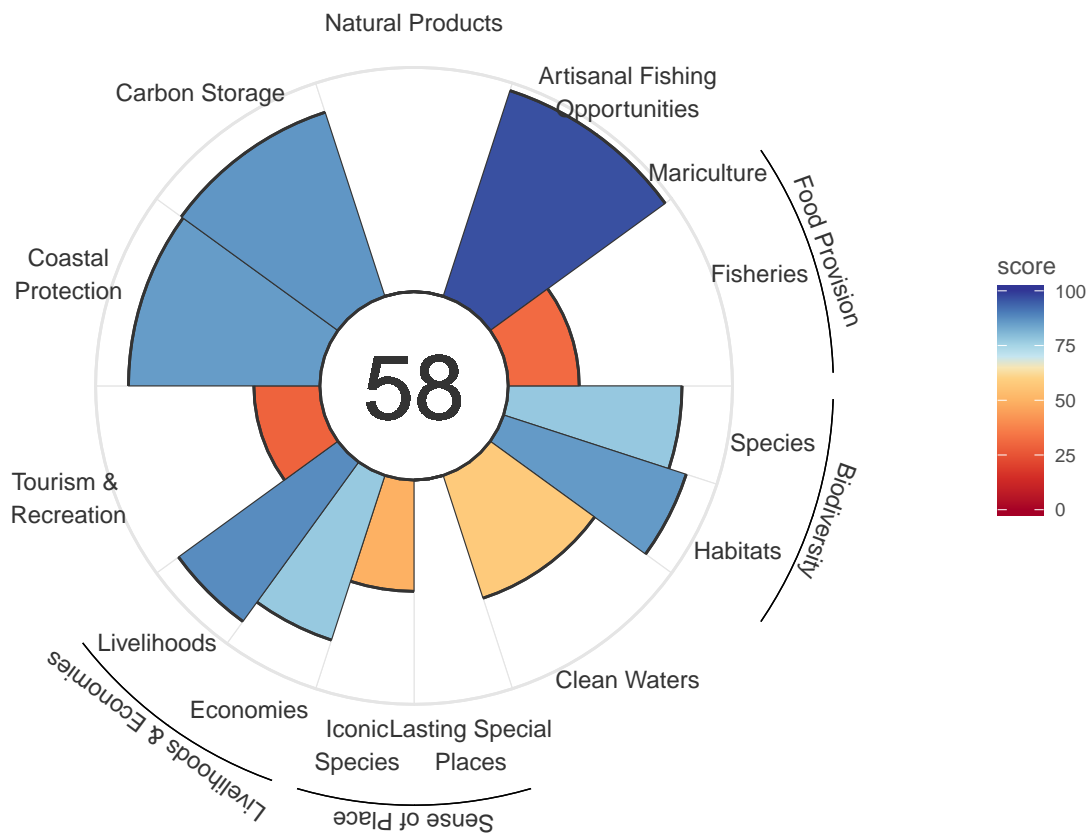 Natural Products
Artisanal Fishing
Opportunities
Carbon Storage
Mariculture
Food Provision
Fisheries
Coastal
Protection
score
100
75
50
25
0
58
Species
Biodiversity
Habitats
Tourism &
Recreation
Livelihoods
Livelihoods & Economies
Economies
Clean Waters
Iconic
Species
Lasting Special
Places
Sense of Place